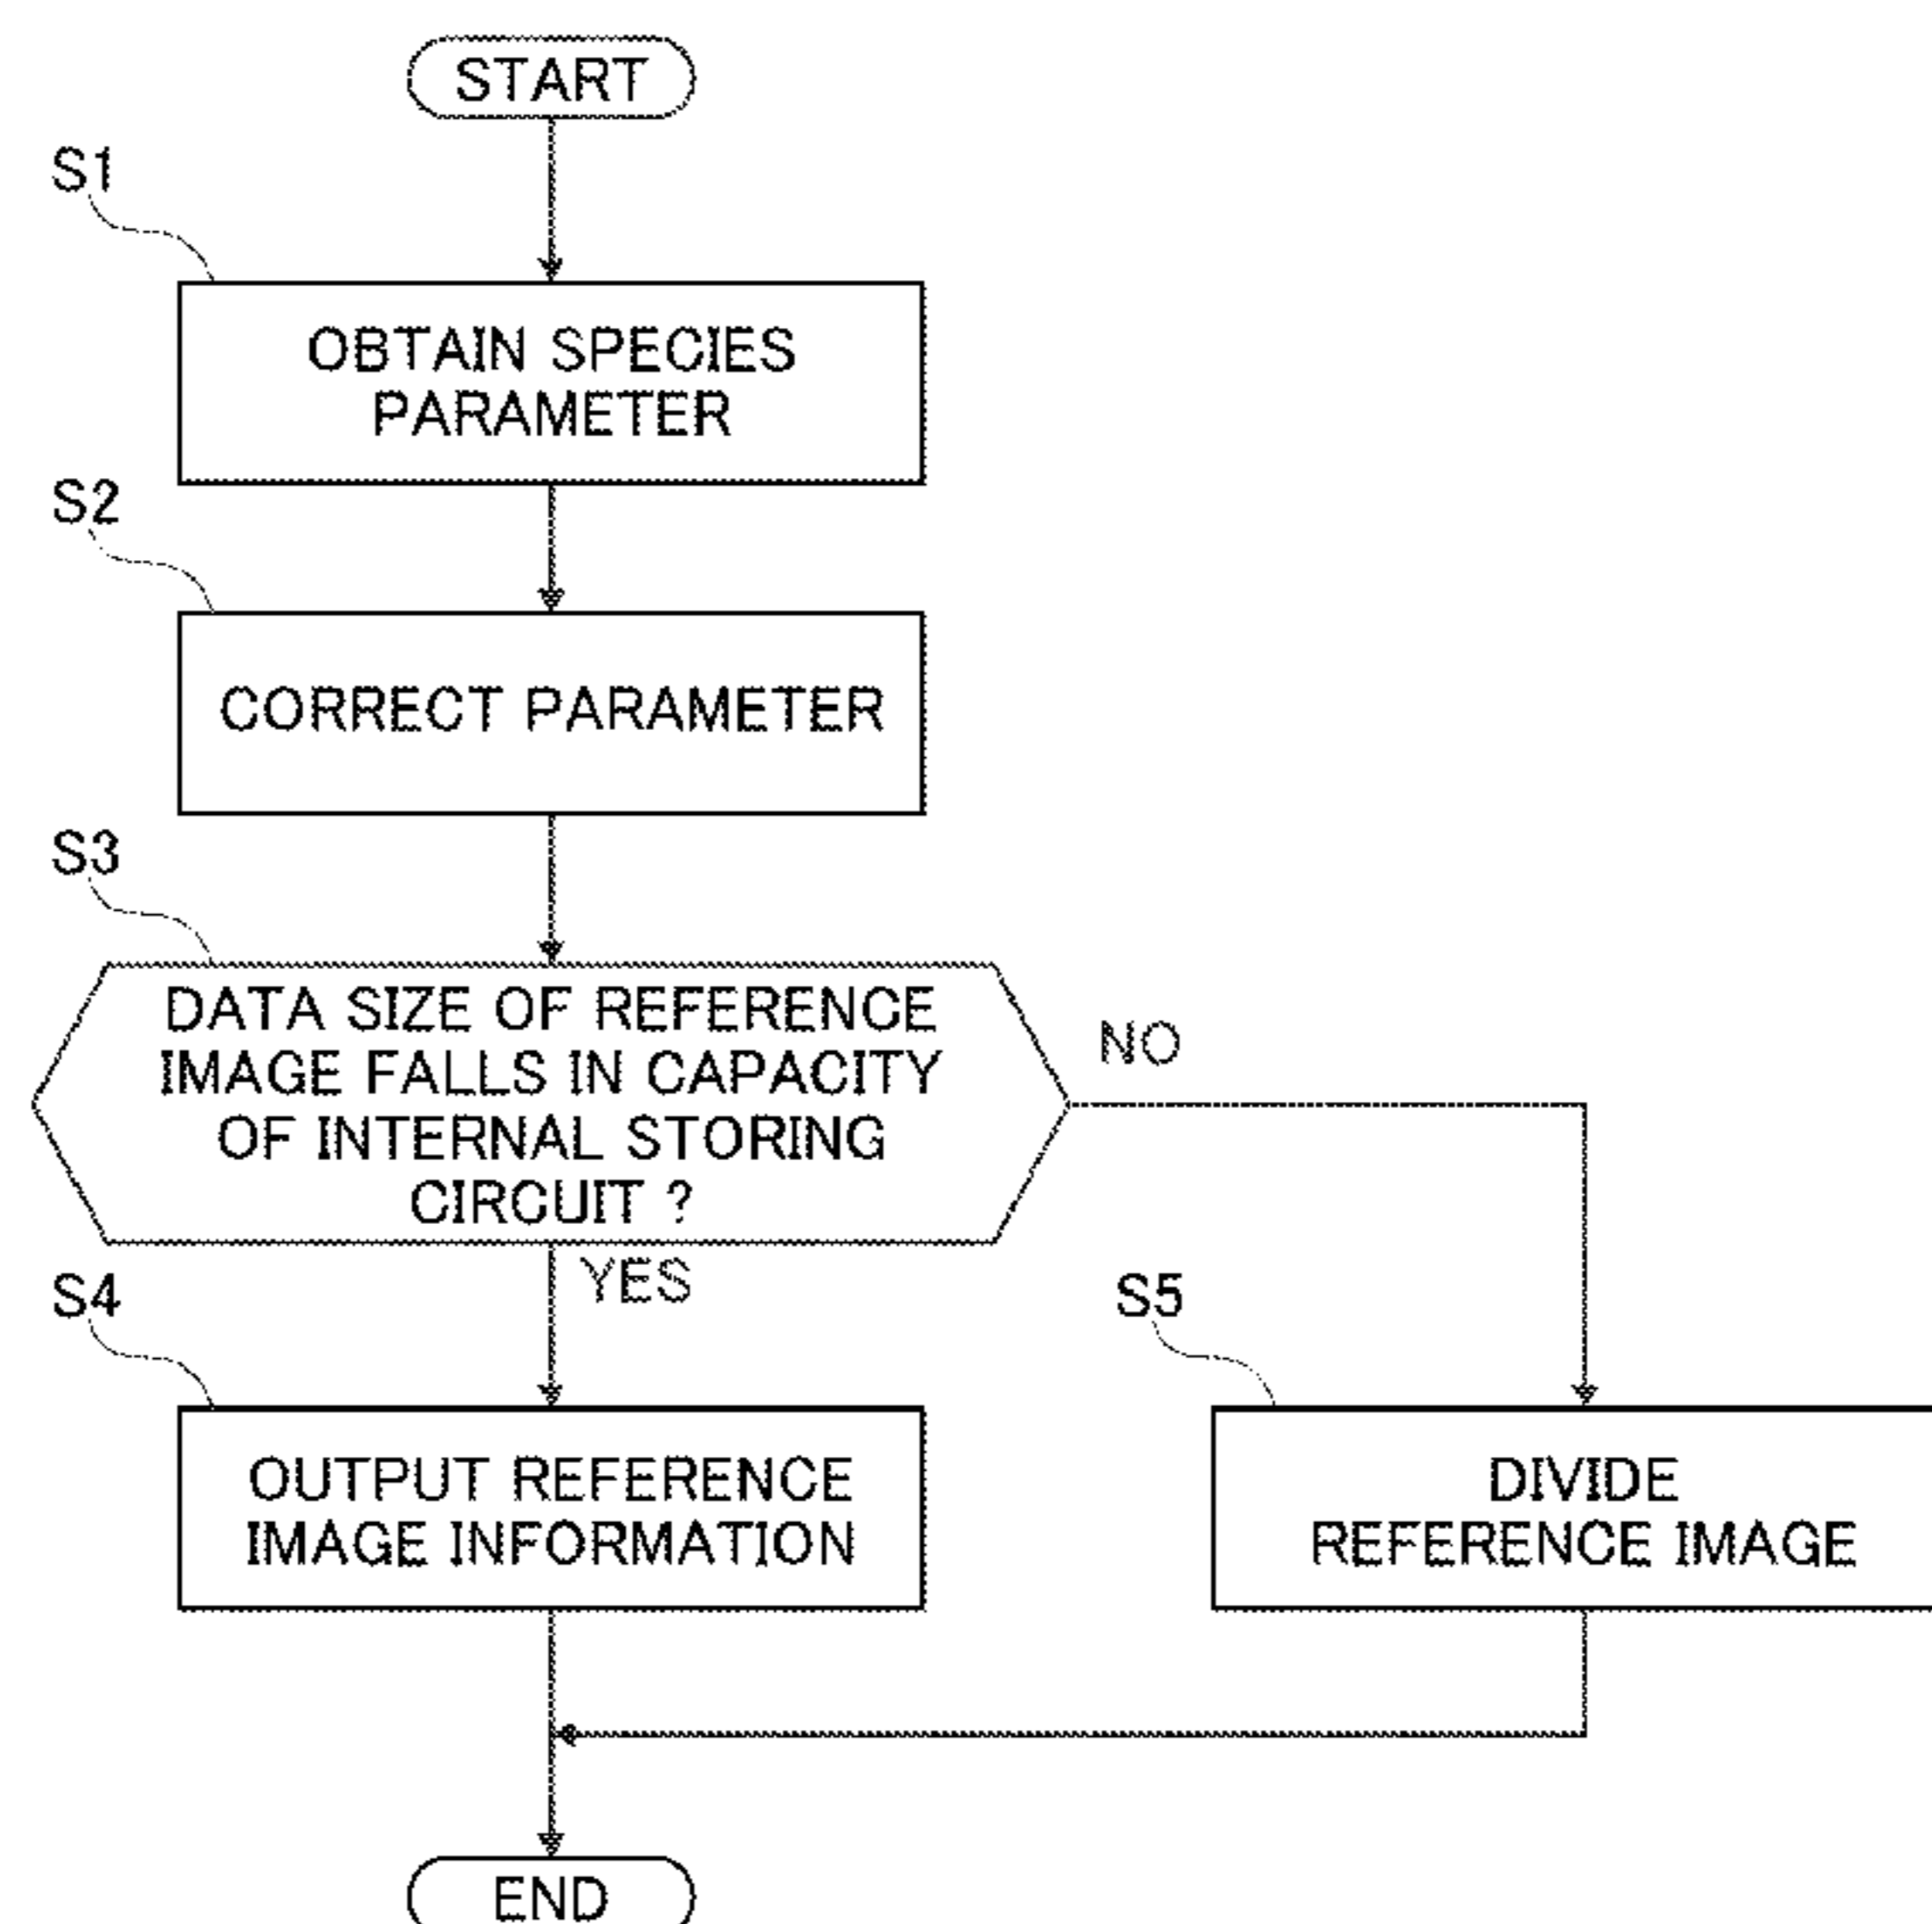 START
S1
OBTAIN SPECIES
PARAMETER
S2
CORRECT PARAMETER
S3
DATA SIZE OF REFERENCE
IMAGE FALLS IN CAPACITY
OF INTERNAL STORING
CIRCUIT ?
NO
YES
S4
OUTPUT REFERENCE
IMAGE INFORMATION
S5
DIVIDE
REFERENCE IMAGE
END